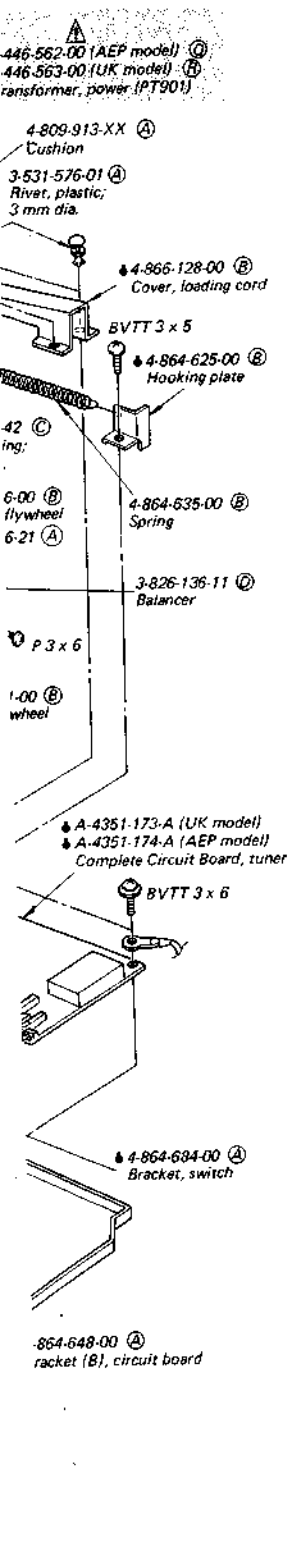 -446-562-00 (AEP model) Ⓠ
-446-563-00 (UK model) Ⓡ
ransformer, power (PT901)
4-809-913-XX Ⓐ
Cushion
3-531-576-01 Ⓐ
Rivet, plastic;
3 mm dia.
4-866-128-00 Ⓑ
Cover, loading cord
BVTT 3 x 5
4-864-625-00 Ⓑ
Hooking plate
-42 Ⓒ
ing;
6-00 Ⓑ
flywheel
6-21 Ⓐ
4-864-635-00 Ⓑ
Spring
3-826-136-11 Ⓓ
Balancer
P 3 x 6
1-00 Ⓑ
wheel
A-4351-173-A (UK model)
A-4351-174-A (AEP model)
Complete Circuit Board, tuner
BVTT 3 x 6
4-864-684-00 Ⓐ
Bracket, switch
-864-648-00 Ⓐ
racket (B), circuit board